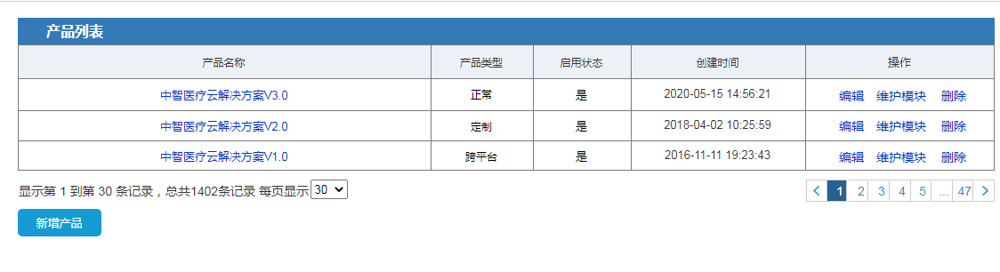 产品列表
产品名称 产品类型 启用状态 创建时间 操作
中智医疗云解决方案V3.0 正常 是 2020-05-15 14:56:21 编辑 维护模块 删除
中智医疗云解决方案V2.0 定制 是 2018-04-02 10:25:59 编辑 维护模块 删除
中智医疗云解决方案V1.0 跨平台 是 2016-11-11 19:23:43 编辑 维护模块 删除
显示第 1 到第 30 条记录，总共1402条记录 每页显示 30 < 1 2 3 4 5 ... 47 >
新增产品